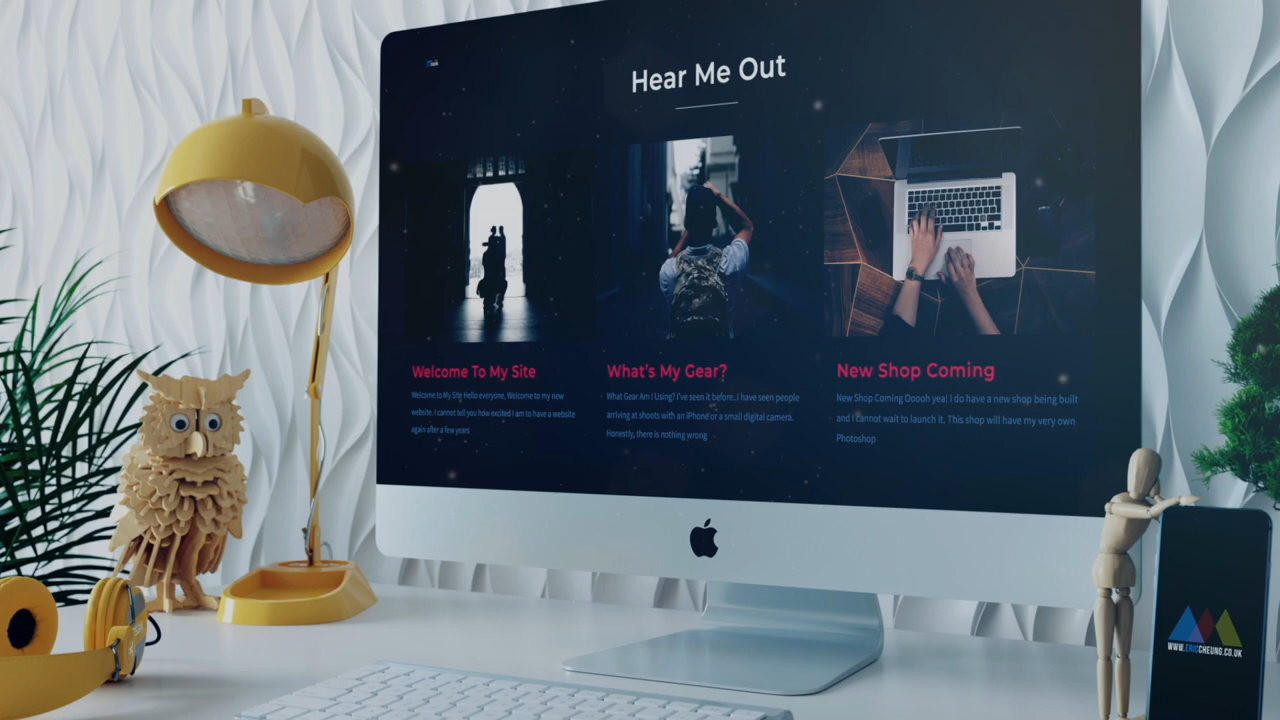 Hear Me Out
Welcome To My Site
Welcome to My Site Hello everyone, Welcome to my new
website. I cannot tell you how excited I am to have a website
again after a few years
What's My Gear?
What Gear Am I Using? I've seen it before..I have seen people
arriving at shoots with an iPhone or a small digital camera.
Honestly, there is nothing wrong
New Shop Coming
New Shop Coming Ooooh yea! I do have a new shop being built
and I cannot wait to launch it. This shop will have my very own
Photoshop
WWW.ERICCHEUNG.CO.UK